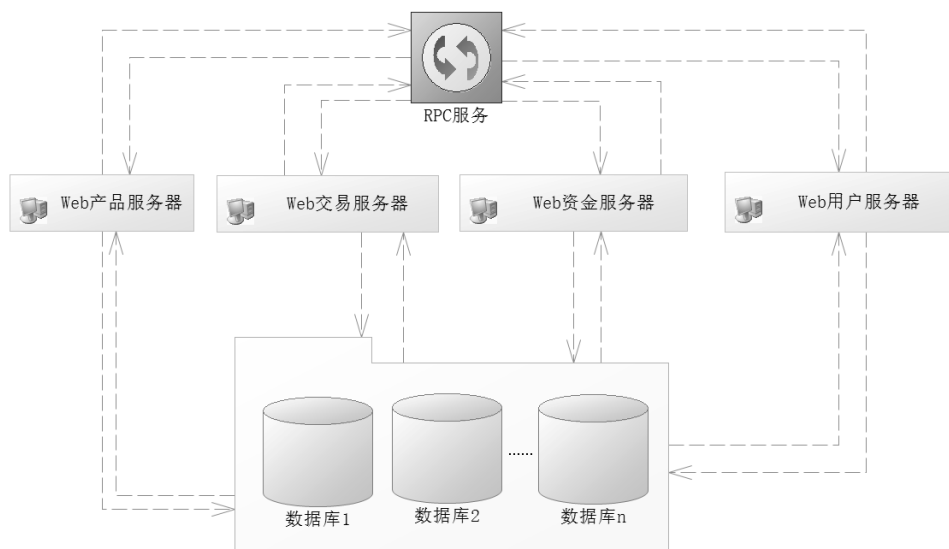 RPC服务
Web产品服务器
Web交易服务器
Web资金服务器
Web用户服务器
......
数据库1
数据库2
数据库n